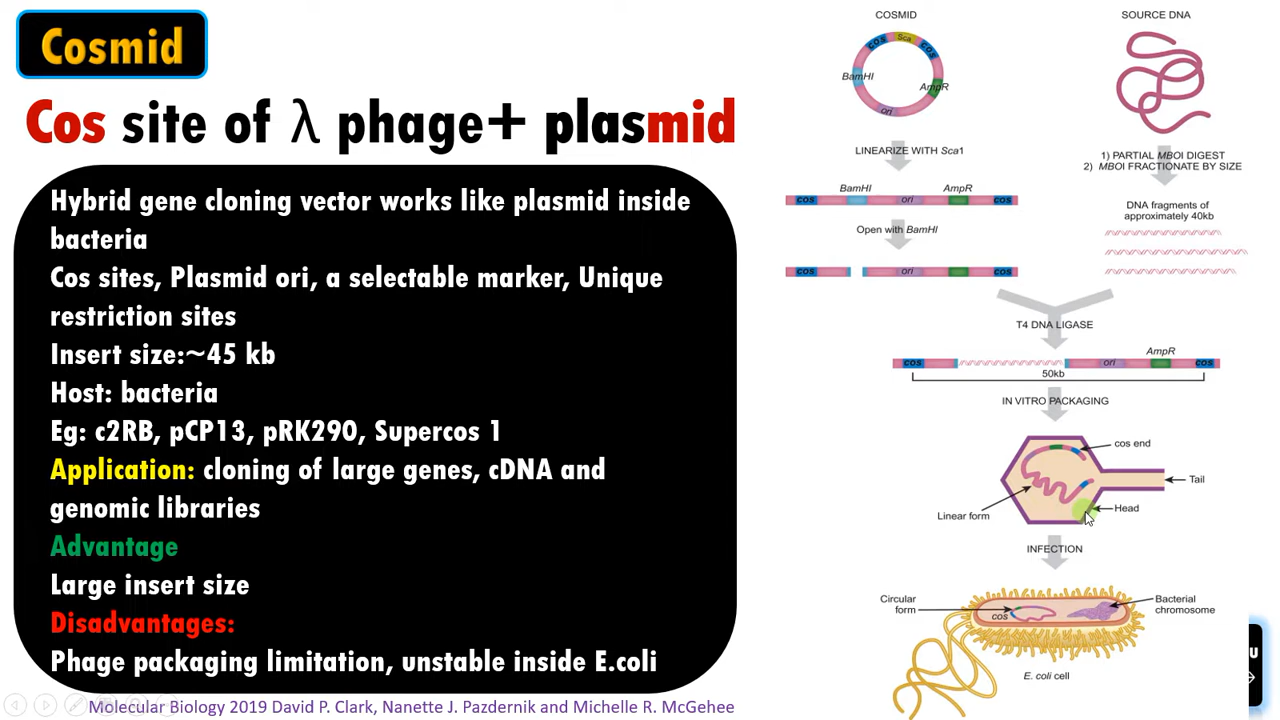 Cosmid
Cos site of λ phage+ plasmid
Hybrid gene cloning vector works like plasmid inside
bacteria
Cos sites, Plasmid ori, a selectable marker, Unique
restriction sites
Insert size:~45 kb
Host: bacteria
Eg: c2RB, pCP13, pRK290, Supercos 1
Application: cloning of large genes, cDNA and
genomic libraries
Advantage
Large insert size
Disadvantages:
Phage packaging limitation, unstable inside E.coli
Molecular Biology 2019 David P. Clark, Nanette J. Pazdernik and Michelle R. McGehee
COSMID
cos
Sca
cos
BamHI
AmpR
ori
LINEARIZE WITH Sca1
BamHI
AmpR
cos
ori
cos
Open with BamHI
cos
ori
cos
SOURCE DNA
1) PARTIAL MBOI DIGEST
2) MBOI FRACTIONATE BY SIZE
DNA fragments of
approximately 40kb
T4 DNA LIGASE
AmpR
cos
ori
cos
50kb
IN VITRO PACKAGING
cos end
Tail
Head
Linear form
INFECTION
Circular
form
cos
Bacterial
chromosome
E. coli cell
U